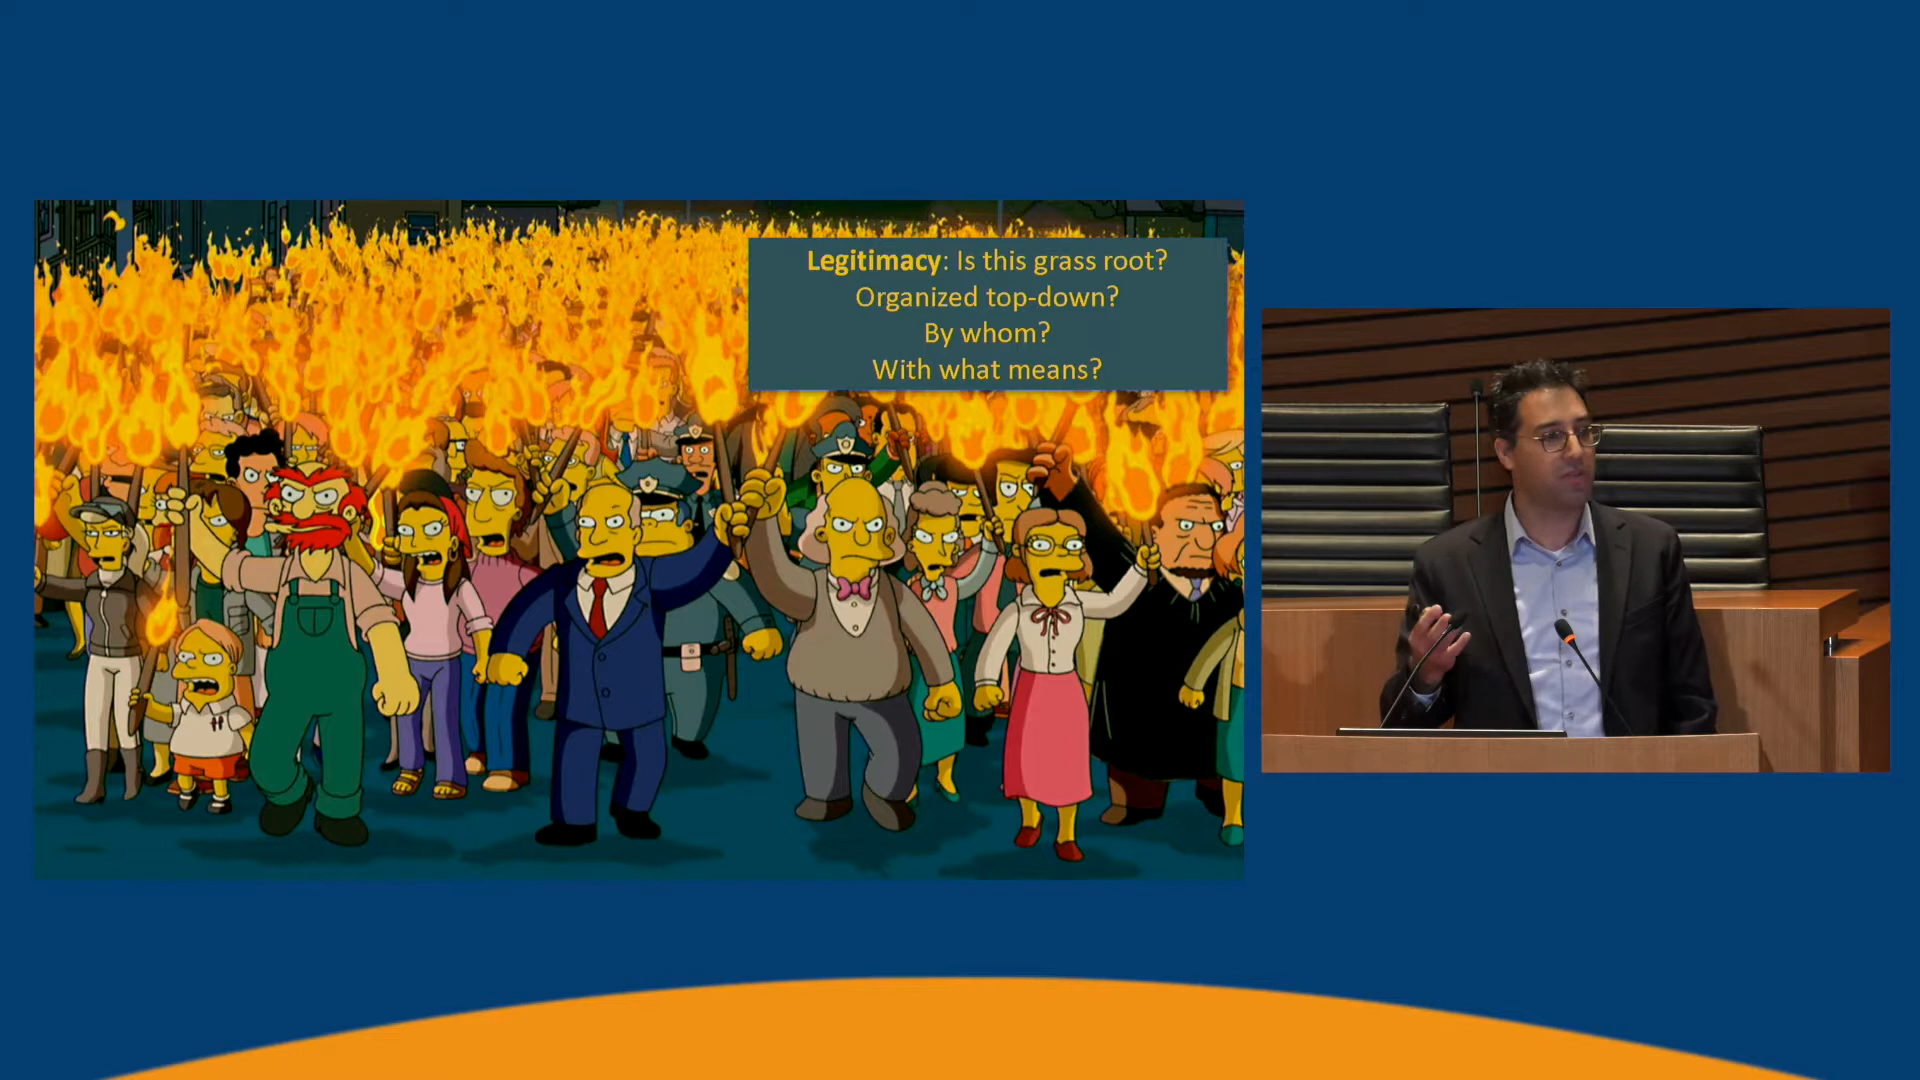 Legitimacy: Is this grass root?
Organized top-down?
By whom?
With what means?